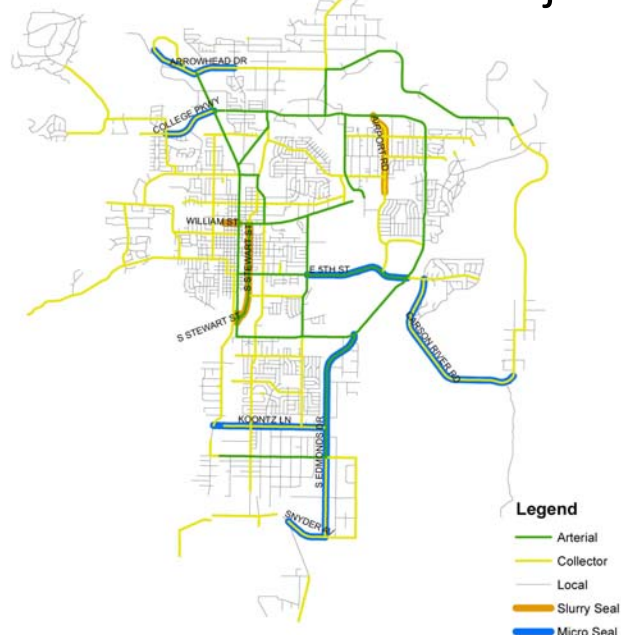 ARROWHEAD DR
COLLEGE PKWY
AIRPORT RD
WILLIAM ST
S STEWART ST
E 5TH ST
S STEWART ST
CARSON RIVER RD
KOONTZ LN
S EDMONDS DR
SNYDER
Legend
Arterial
Collector
Local
Slurry Seal
Micro Seal